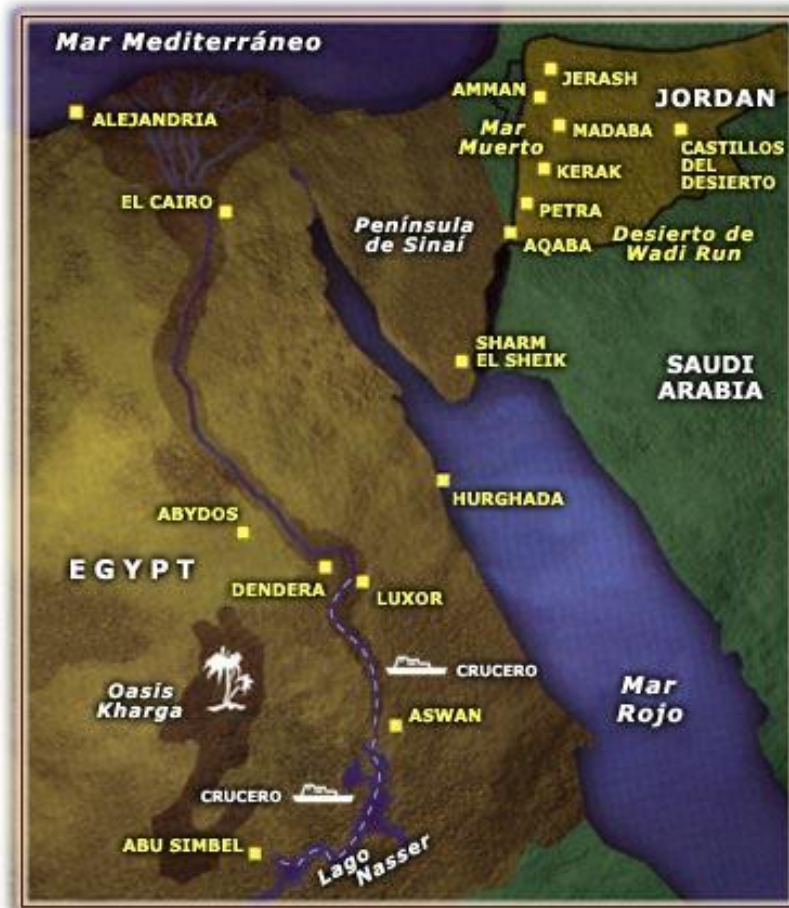 Mar Mediterráneo
ALEJANDRIA
JERASH
AMMAN
JORDAN
Mar
Muerto
MADABA
CASTILLOS
DEL
DESIERTO
KERAK
EL CAIRO
PETRA
Península
de Sinaí
AQABA
Desierto de
Wadi Run
SHARM
EL SHEIK
SAUDI
ARABIA
HURGHADA
ABYDOS
EGYPT
DENDERA
LUXOR
CRUCERO
Oasis
Kharga
Mar
Rojo
ASWAN
CRUCERO
ABU SIMBEL
Lago
Nasser